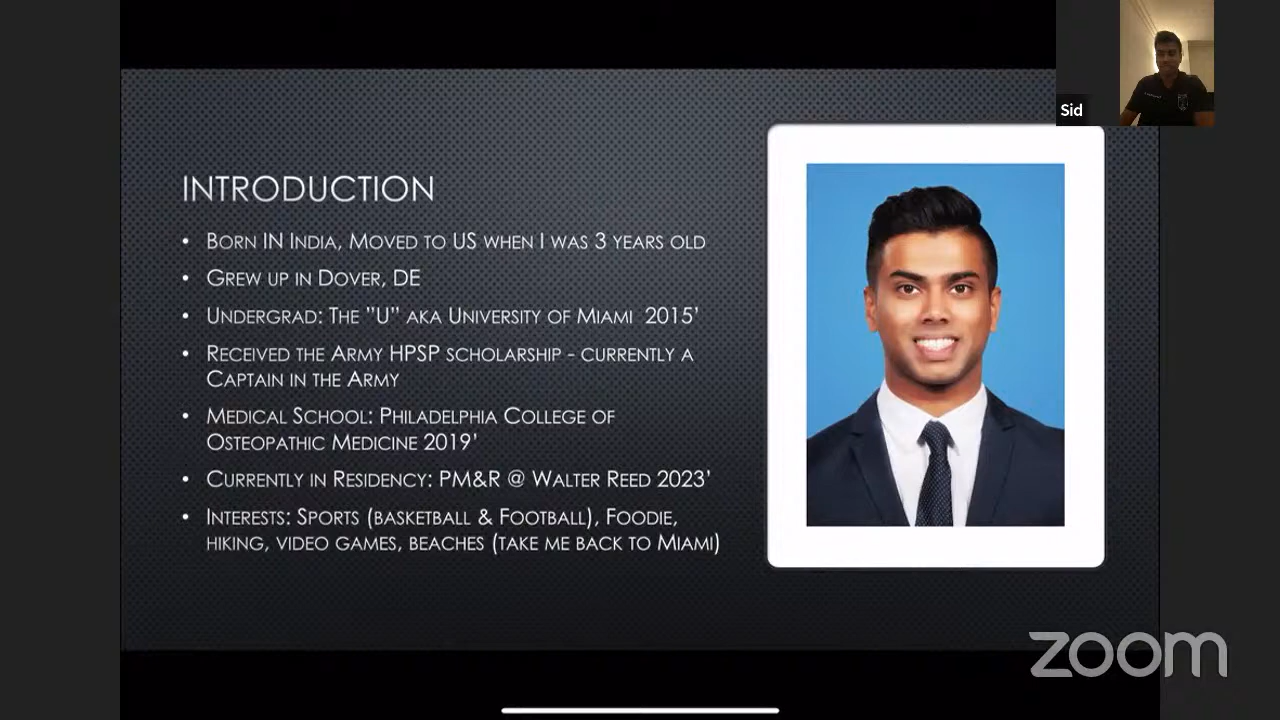 Sid
INTRODUCTION
• BORN IN INDIA, MOVED TO US WHEN I WAS 3 YEARS OLD
• GREW UP IN DOVER, DE
• UNDERGRAD: THE "U" AKA UNIVERSITY OF MIAMI 2015’
• RECEIVED THE ARMY HPSP SCHOLARSHIP - CURRENTLY A
CAPTAIN IN THE ARMY
• MEDICAL SCHOOL: PHILADELPHIA COLLEGE OF
OSTEOPATHIC MEDICINE 2019’
• CURRENTLY IN RESIDENCY: PM&R @ WALTER REED 2023’
• INTERESTS: SPORTS (BASKETBALL & FOOTBALL), FOODIE,
HIKING, VIDEO GAMES, BEACHES (TAKE ME BACK TO MIAMI)
zoom